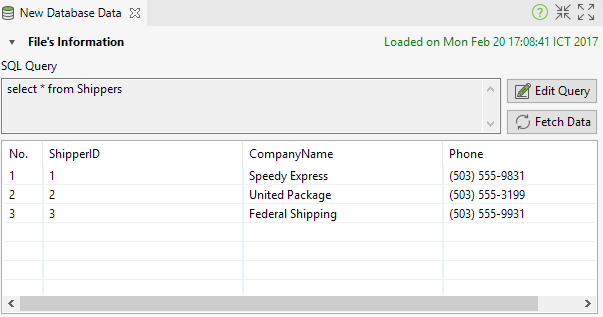 New Database Data
File's Information Loaded on Mon Feb 20 17:08:41 ICT 2017
SQL Query
select * from Shippers
Edit Query
Fetch Data
No. ShipperID CompanyName Phone
1 1 Speedy Express (503) 555-9831
2 2 United Package (503) 555-3199
3 3 Federal Shipping (503) 555-9931